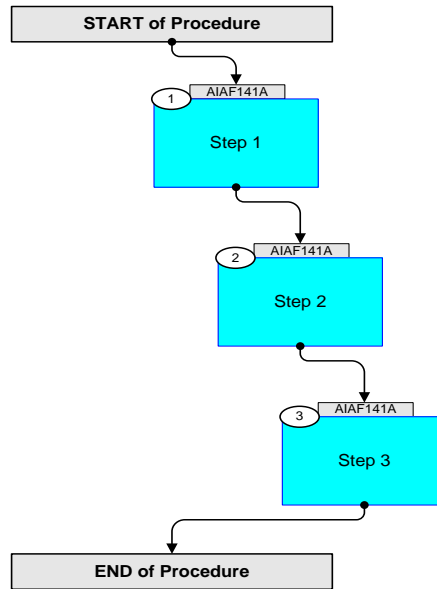 START of Procedure
AIAF141A
1
Step 1
AIAF141A
2
Step 2
AIAF141A
3
Step 3
END of Procedure